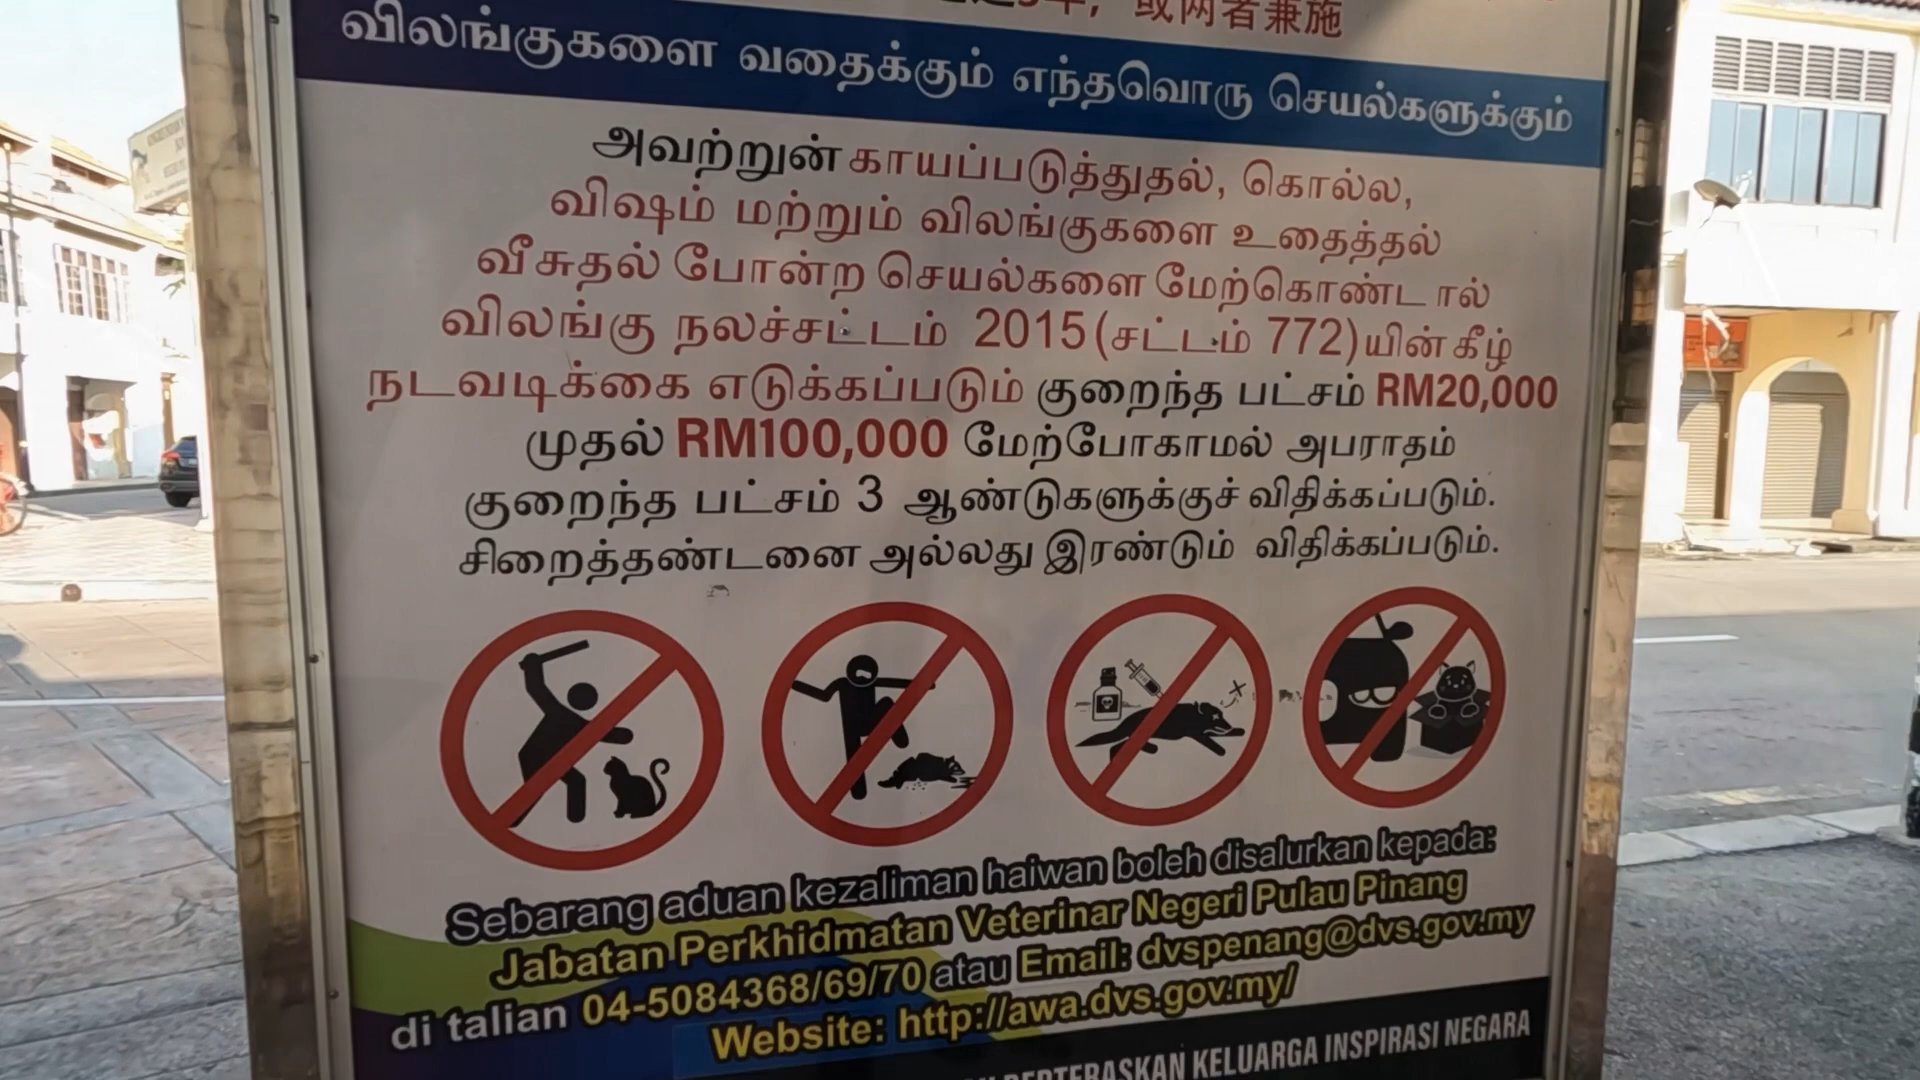 年，或两者兼施
விலங்குகளை வதைக்கும் எந்தவொரு செயல்களுக்கும்
அவற்றுன் காயப்படுத்துதல், கொல்ல,
விஷம் மற்றும் விலங்குகளை உதைத்தல்
வீசுதல் போன்ற செயல்களை மேற்கொண்டால்
விலங்கு நலச்சட்டம் 2015 (சட்டம் 772) யின் கீழ்
நடவடிக்கை எடுக்கப்படும் குறைந்த பட்சம் RM20,000
முதல் RM100,000 மேற்போகாமல் அபராதம்
குறைந்த பட்சம் 3 ஆண்டுகளுக்குச் விதிக்கப்படும்.
சிறைத்தண்டனை அல்லது இரண்டும் விதிக்கப்படும்.
Sebarang aduan kezaliman haiwan boleh disalurkan kepada:
Jabatan Perkhidmatan Veterinar Negeri Pulau Pinang
di talian 04-5084368/69/70 atau Email: dvspenang@dvs.gov.my
Website: http://awa.dvs.gov.my/
KELUARGA INSPIRASI NEGARA